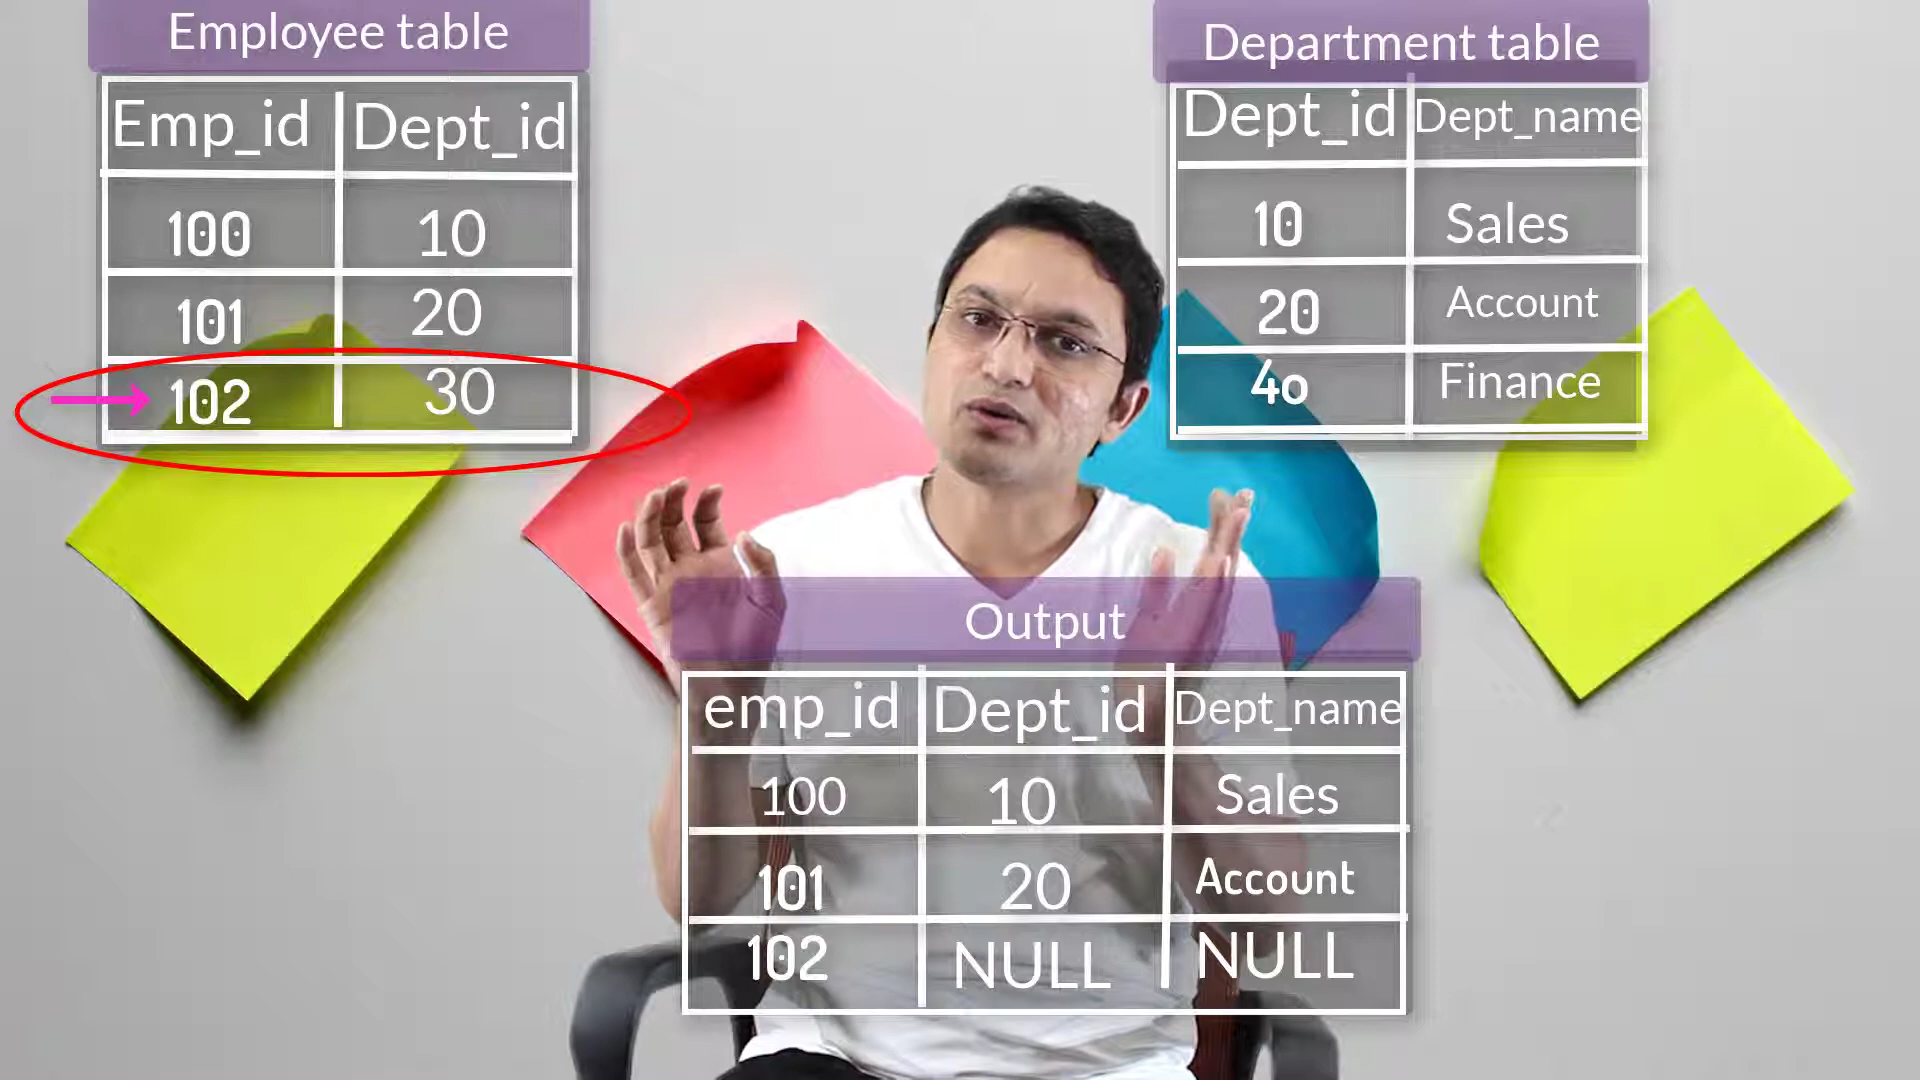 Employee table
Emp_id Dept_id
100 10
101 20
102 30
Department table
Dept_id Dept_name
10 Sales
20 Account
4o Finance
Output
emp_id Dept_id Dept_name
100 10 Sales
101 20 Account
102 NULL NULL